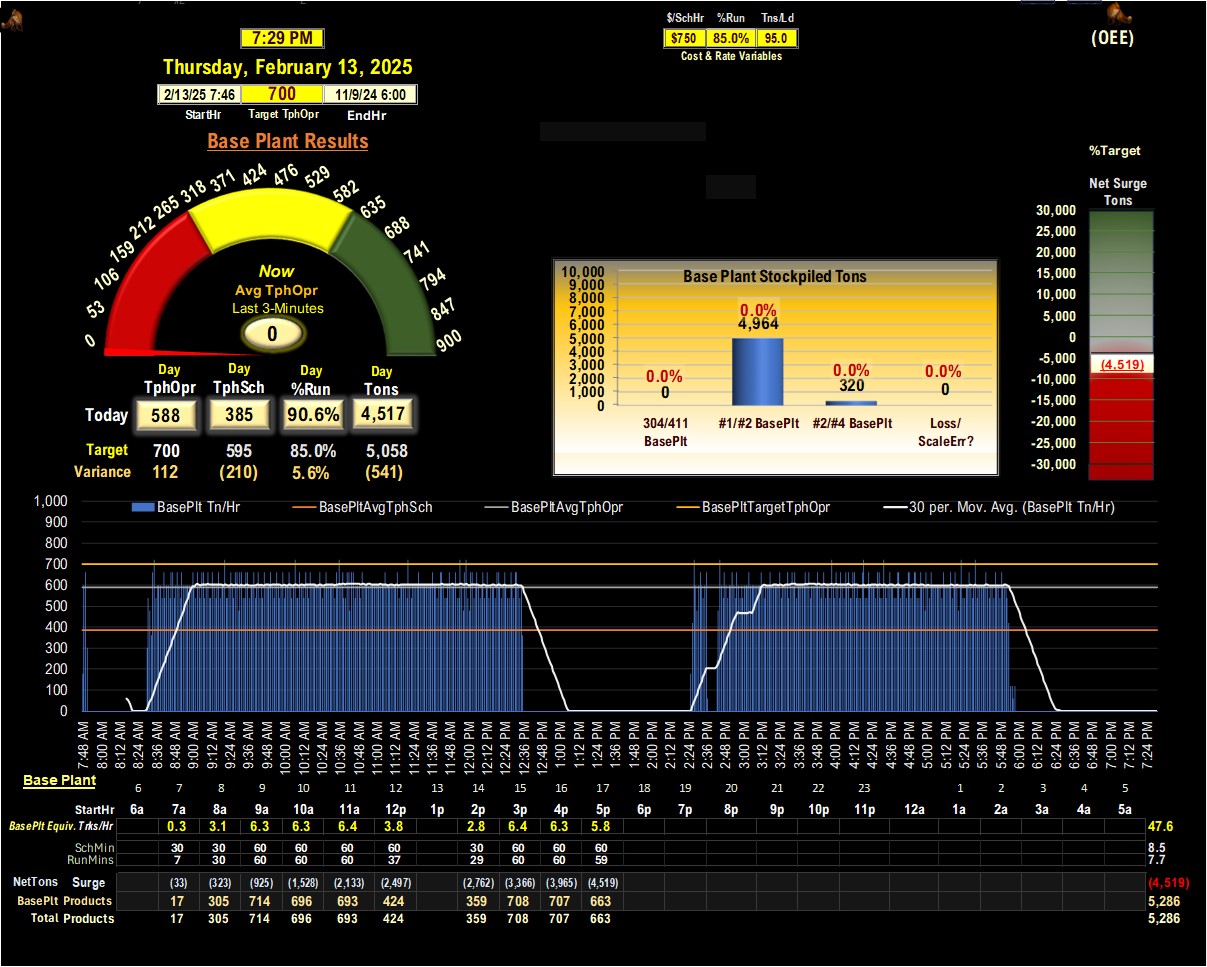 $/SchHr %Run Tns/Ld
7:29 PM
$750 85.0% 95.0
(OEE)
Cost & Rate Variables
Thursday, February 13, 2025
2/13/25 7:46 700 11/9/24 6:00
StartHr Target TphOpr EndHr
Base Plant Results
%Target
Net Surge
Tons
0 53 106 159 212 265 318 371 424 476 529 582 635 688 741 794 847 900
Now
Avg TphOpr
Last 3-Minutes
0
Day Day Day Day
TphOpr TphSch %Run Tons
Today 588 385 90.6% 4,517
Target 700 595 85.0% 5,058
Variance 112 (210) 5.6% (541)
Base Plant Stockpiled Tons
10,000
9,000
8,000
7,000
6,000
5,000
4,000
3,000
2,000
1,000
0
0.0% 0.0% 0.0% 0.0%
0 4,964 320 0
304/411 BasePlt
#1/#2 BasePlt
#2/#4 BasePlt
Loss/ ScaleErr?
30,000
25,000
20,000
15,000
10,000
5,000
0
-5,000
-10,000
-15,000
-20,000
-25,000
-30,000
(4,519)
BasePlt Tn/Hr BasePltAvgTphSch BasePltAvgTphOpr BasePltTargetTphOpr 30 per. Mov. Avg. (BasePlt Tn/Hr)
1,000
900
800
700
600
500
400
300
200
100
0
7:48 AM 8:00 AM 8:12 AM 8:24 AM 8:36 AM 8:48 AM 9:00 AM 9:12 AM 9:24 AM 9:36 AM 9:48 AM 10:00 AM 10:12 AM 10:24 AM 10:36 AM 10:48 AM 11:00 AM 11:12 AM 11:24 AM 11:36 AM 11:48 AM 12:00 PM 12:12 PM 12:24 PM 12:36 PM 12:48 PM 1:00 PM 1:12 PM 1:24 PM 1:36 PM 1:48 PM 2:00 PM 2:12 PM 2:24 PM 2:36 PM 2:48 PM 3:00 PM 3:12 PM 3:24 PM 3:36 PM 3:48 PM 4:00 PM 4:12 PM 4:24 PM 4:36 PM 4:48 PM 5:00 PM 5:12 PM 5:24 PM 5:36 PM 5:48 PM 6:00 PM 6:12 PM 6:24 PM 6:36 PM 6:48 PM 7:00 PM 7:12 PM 7:24 PM
Base Plant
6 7 8 9 10 11 12 13 14 15 16 17 18 19 20 21 22 23 1 2 3 4 5
StartHr 6a 7a 8a 9a 10a 11a 12p 1p 2p 3p 4p 5p 6p 7p 8p 9p 10p 11p 12a 1a 2a 3a 4a 5a
BasePlt Equiv. Trks/Hr 0.3 3.1 6.3 6.3 6.4 3.8 2.8 6.4 6.3 5.8 47.6
SchMin 30 30 60 60 60 60 30 60 60 60 8.5
RunMins 7 30 60 60 60 37 29 60 60 59 7.7
NetTons Surge (33) (323) (925) (1,528) (2,133) (2,497) (2,762) (3,366) (3,965) (4,519) (4,519)
BasePlt Products 17 305 714 696 693 424 359 708 707 663 5,286
Total Products 17 305 714 696 693 424 359 708 707 663 5,286